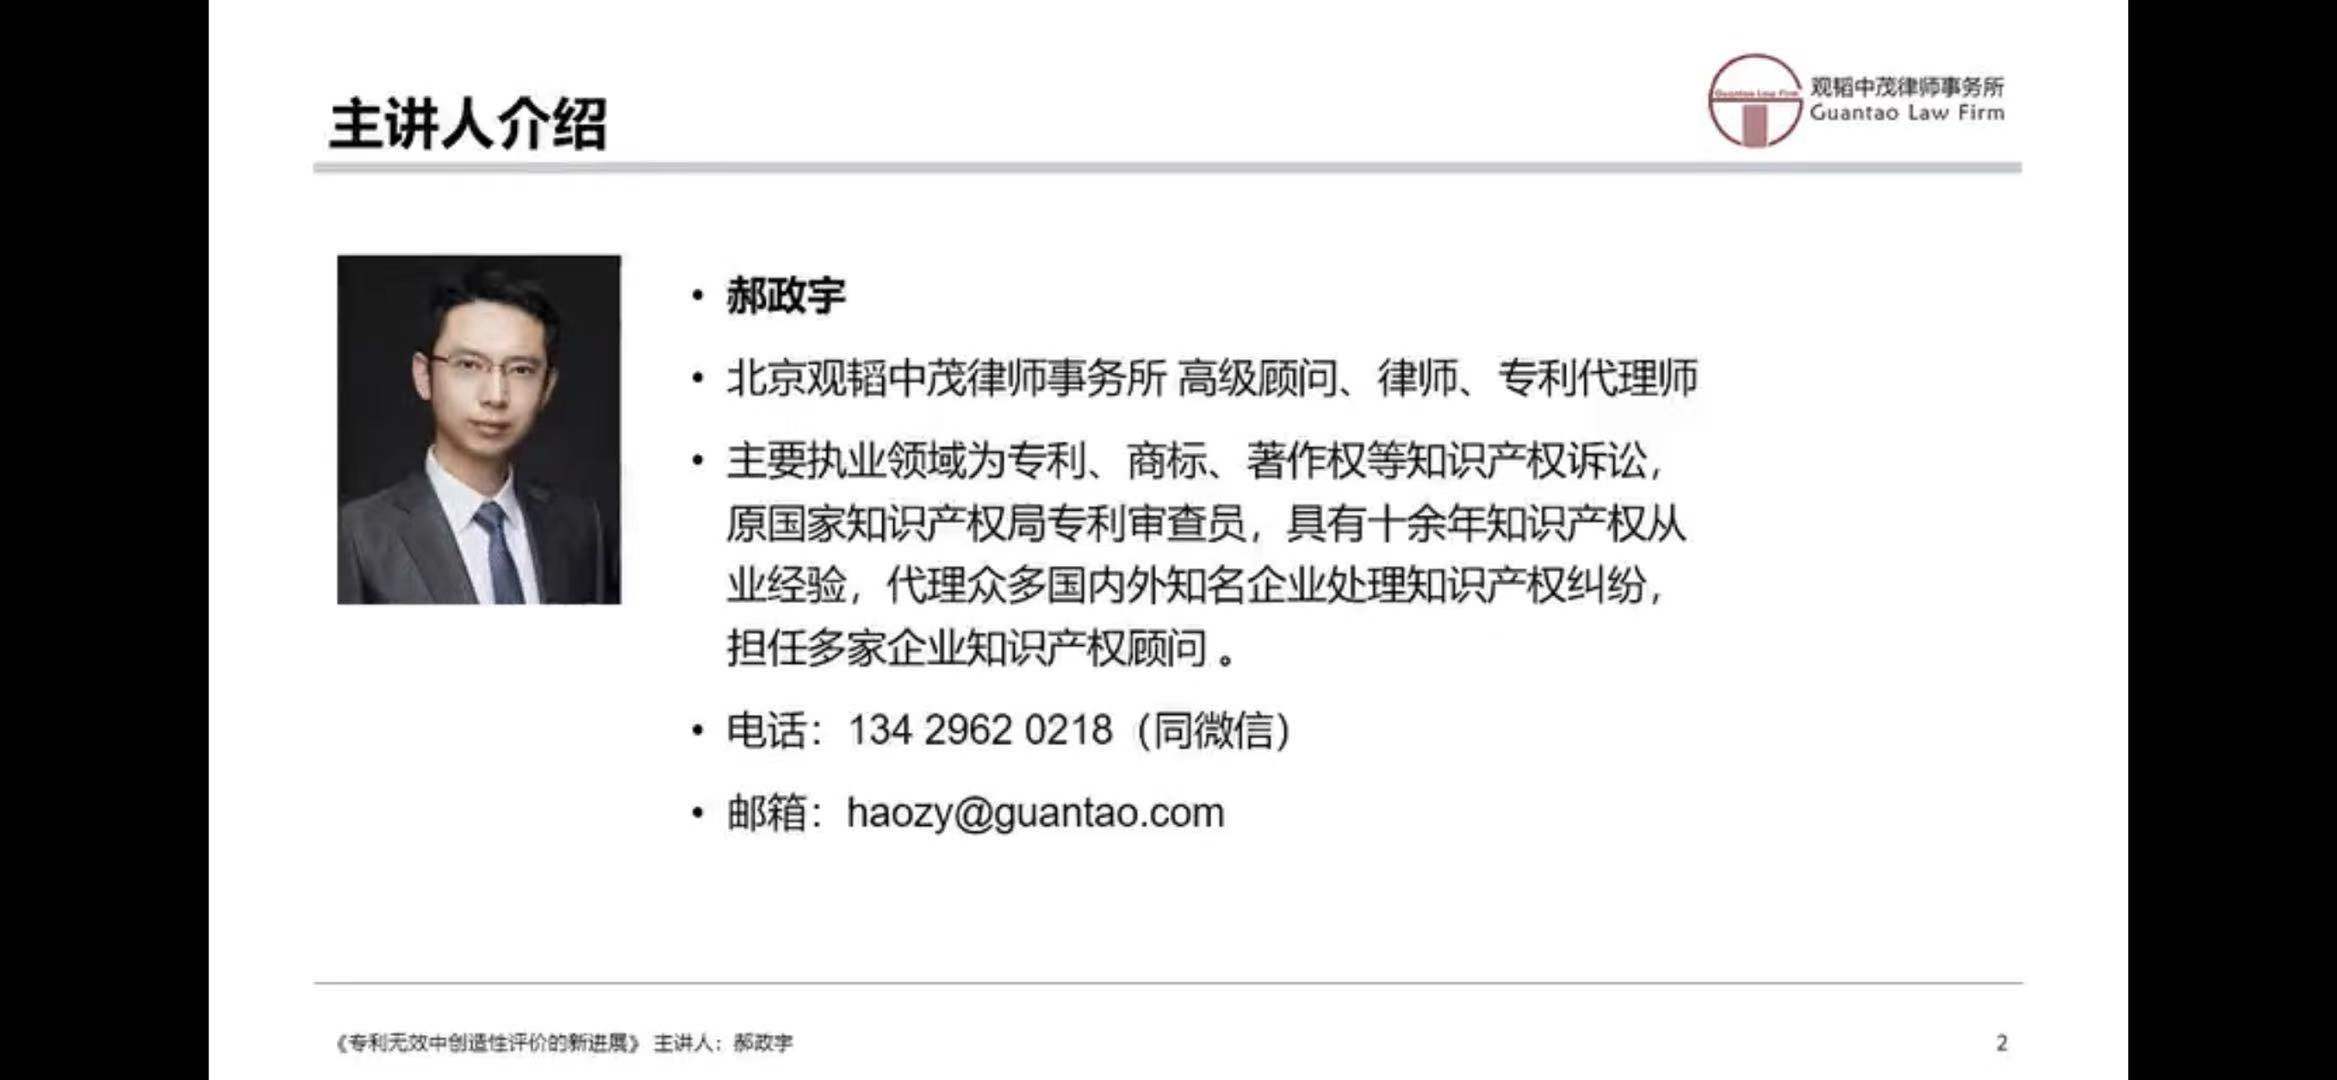 主讲人介绍
Guantao Law Firm
观韬中茂律师事务所
Guantao Law Firm
• 郝政宇
• 北京观韬中茂律师事务所 高级顾问、律师、专利代理师
• 主要执业领域为专利、商标、著作权等知识产权诉讼，
原国家知识产权局专利审查员，具有十余年知识产权从
业经验，代理众多国内外知名企业处理知识产权纠纷，
担任多家企业知识产权顾问 。
• 电话：134 2962 0218（同微信）
• 邮箱：haozy@guantao.com
《专利无效中创造性评价的新进展》 主讲人：郝政宇
2